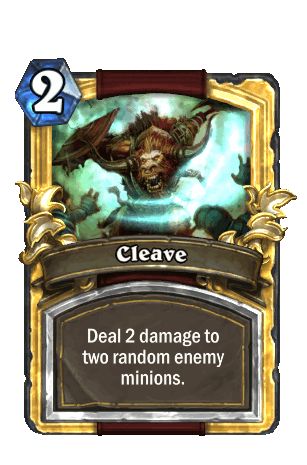 2
Cleave
Deal 2 damage to
two random enemy
minions.